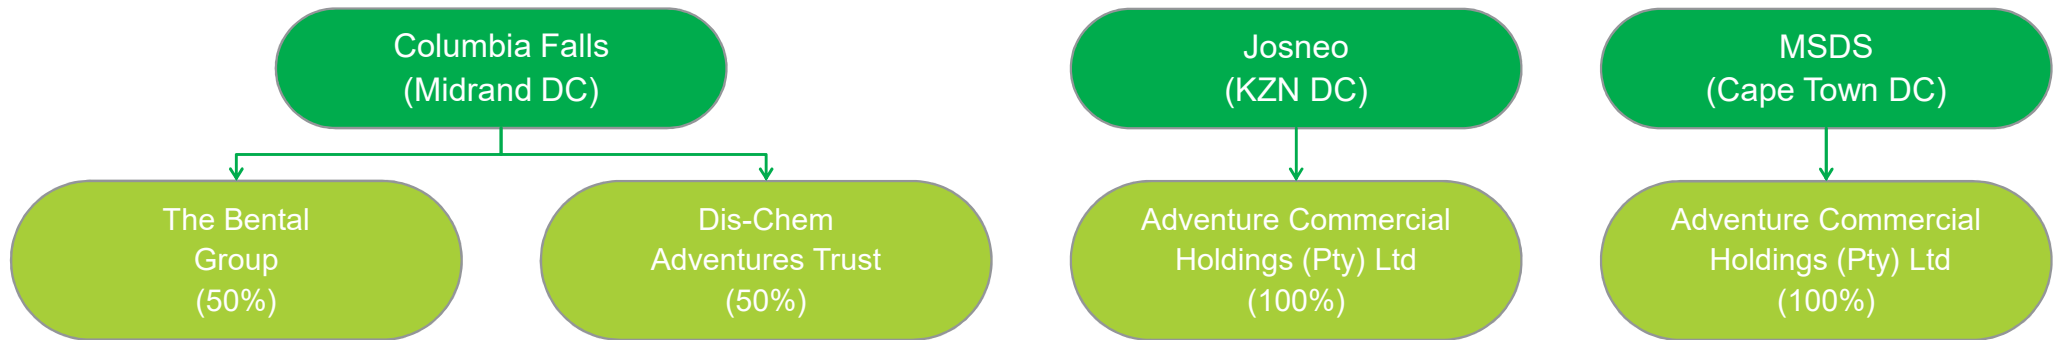 Columbia Falls
(Midrand DC)
Josneo
(KZN DC)
MSDS
(Cape Town DC)
The Bental
Group
(50%)
Dis-Chem
Adventures Trust
(50%)
Adventure Commercial
Holdings (Pty) Ltd
(100%)
Adventure Commercial
Holdings (Pty) Ltd
(100%)